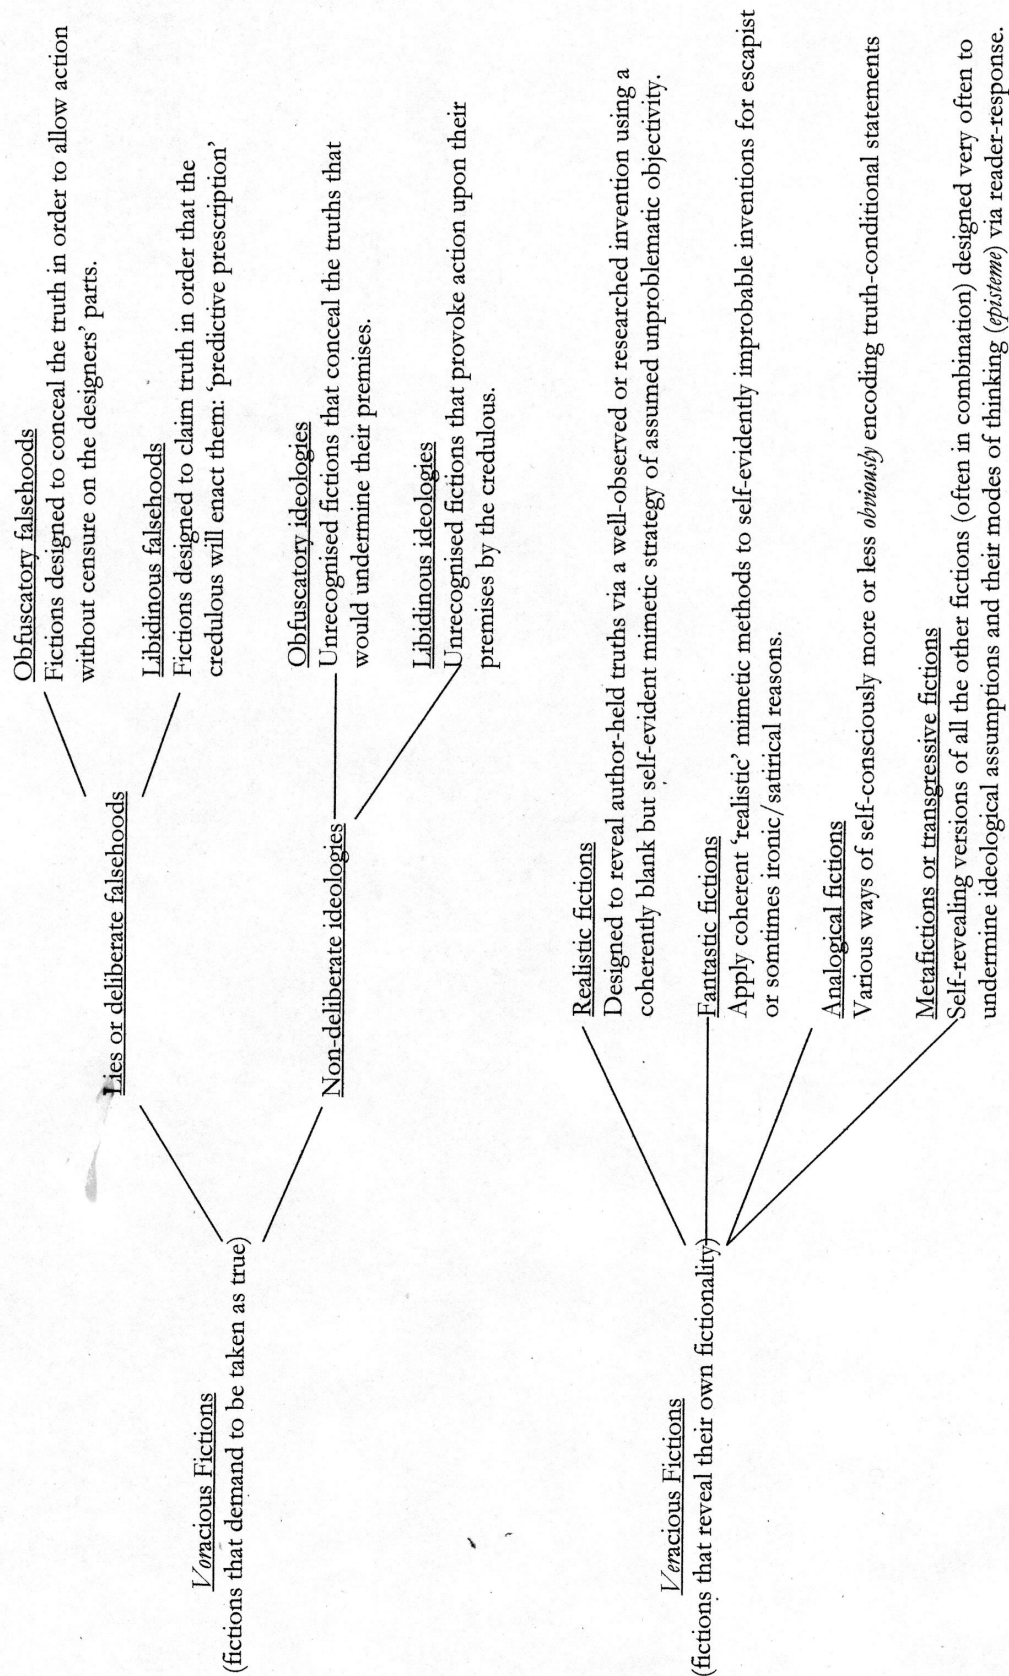 Voracious Fictions
(fictions that demand to be taken as true)
Lies or deliberate falsehoods
Obfuscatory falsehoods
Fictions designed to conceal the truth in order to allow action
without censure on the designers’ parts.
Libidinous falsehoods
Fictions designed to claim truth in order that the
credulous will enact them: ‘predictive prescription’
Non-deliberate ideologies
Obfuscatory ideologies
Unrecognised fictions that conceal the truths that
would undermine their premises.
Libidinous ideologies
Unrecognised fictions that provoke action upon their
premises by the credulous.
Veracious Fictions
(fictions that reveal their own fictionality)
Realistic fictions
Designed to reveal author-held truths via a well-observed or researched invention using a
coherently blank but self-evident mimetic strategy of assumed unproblematic objectivity.
Fantastic fictions
Apply coherent ‘realistic’ mimetic methods to self-evidently improbable inventions for escapist
or somtimes ironic/satirical reasons.
Analogical fictions
Various ways of self-consciously more or less obviously encoding truth-conditional statements
Metafictions or transgressive fictions
Self-revealing versions of all the other fictions (often in combination) designed very often to
undermine ideological assumptions and their modes of thinking (episteme) via reader-response.